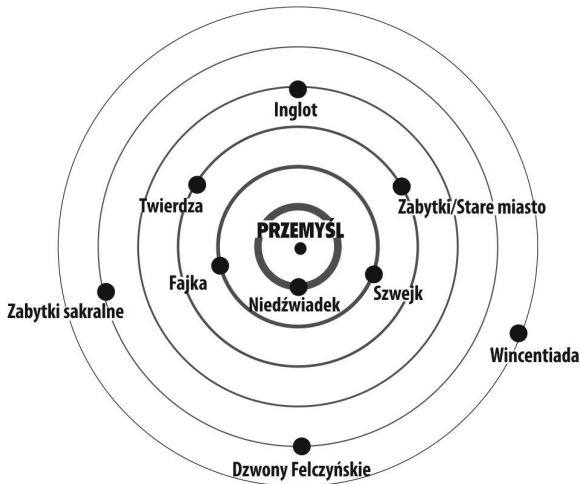 Inglot
Twierdza
Zabytki/Stare miasto
PRZEMYŚL
Fajka
Niedźwiadek
Szwejk
Zabytki sakralne
Wincentiada
Dzwony Felczyńskie